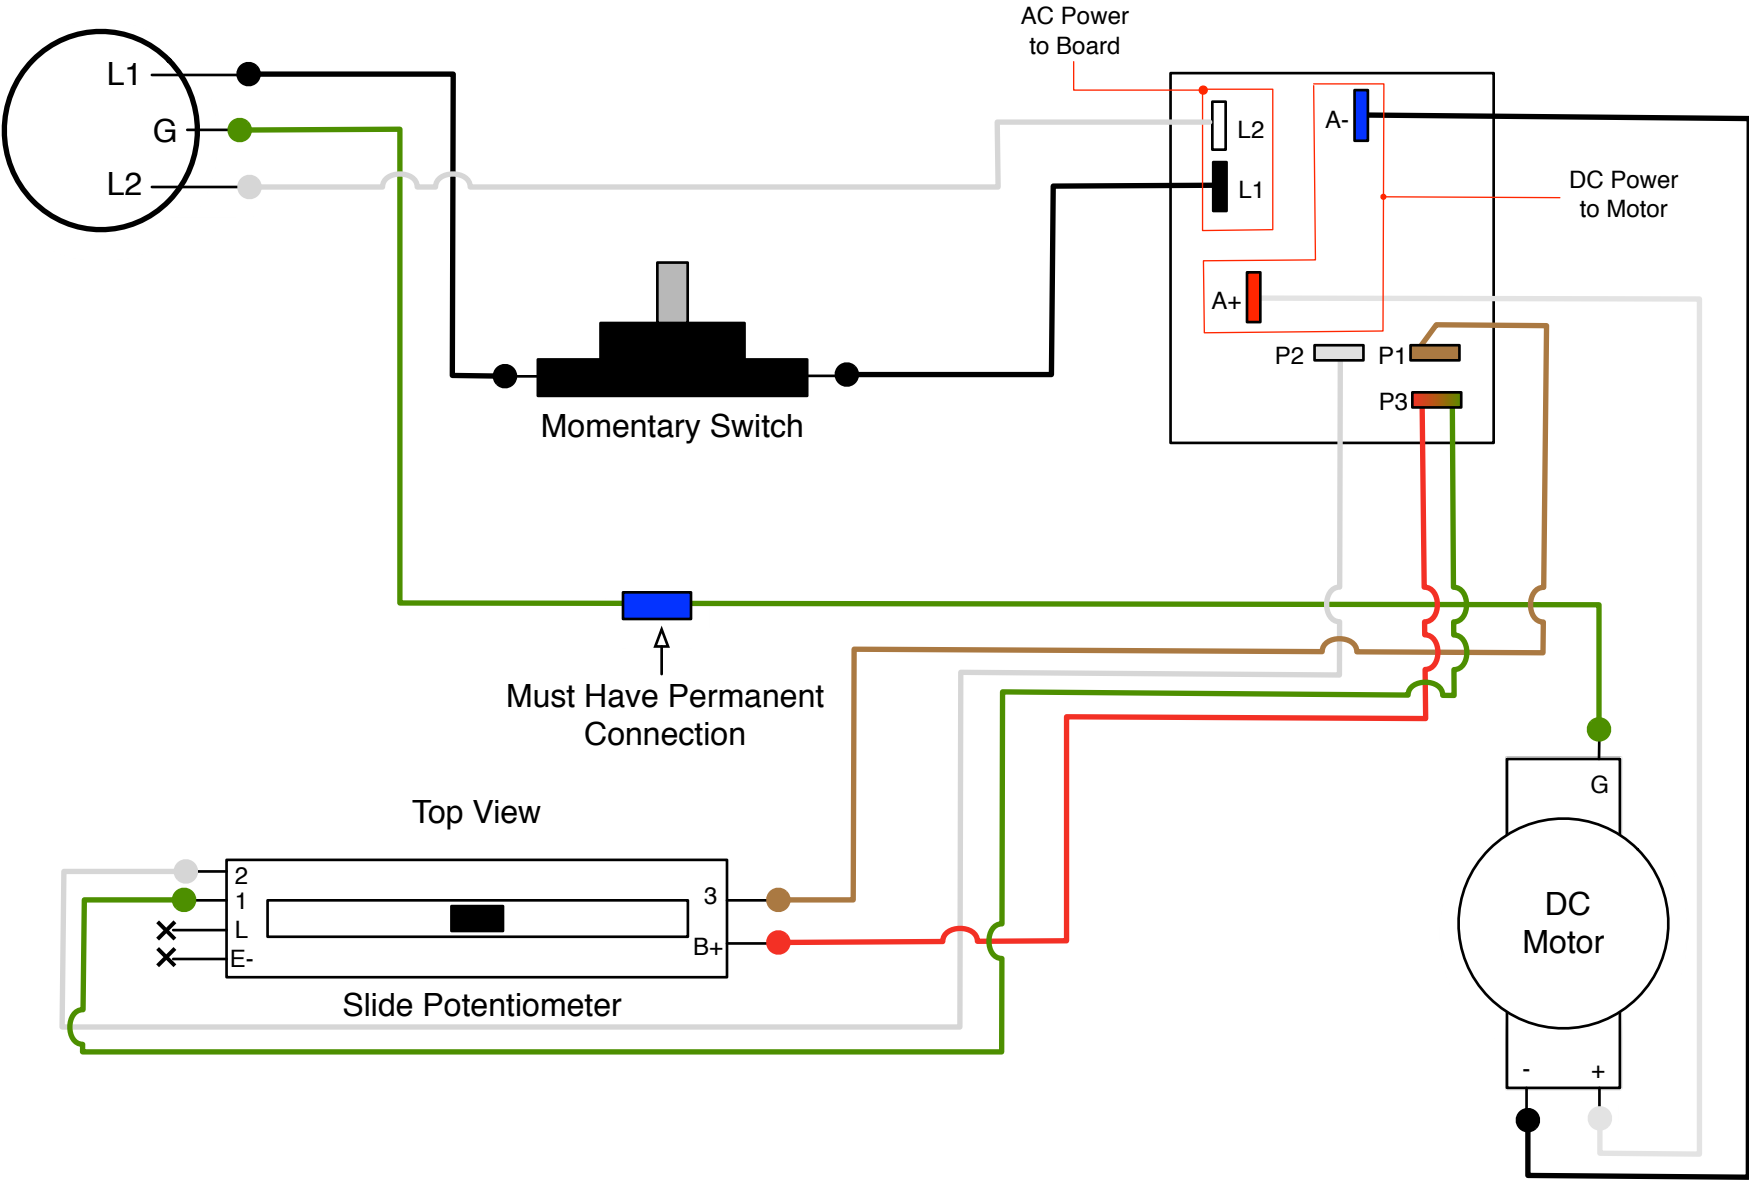 AC Power
to Board
L1
G
L2
L2
L1
A-
DC Power
to Motor
A+
P2
P1
P3
Momentary Switch
Must Have Permanent
Connection
Top View
2
1
L
E-
3
B+
Slide Potentiometer
G
DC
Motor
-
+